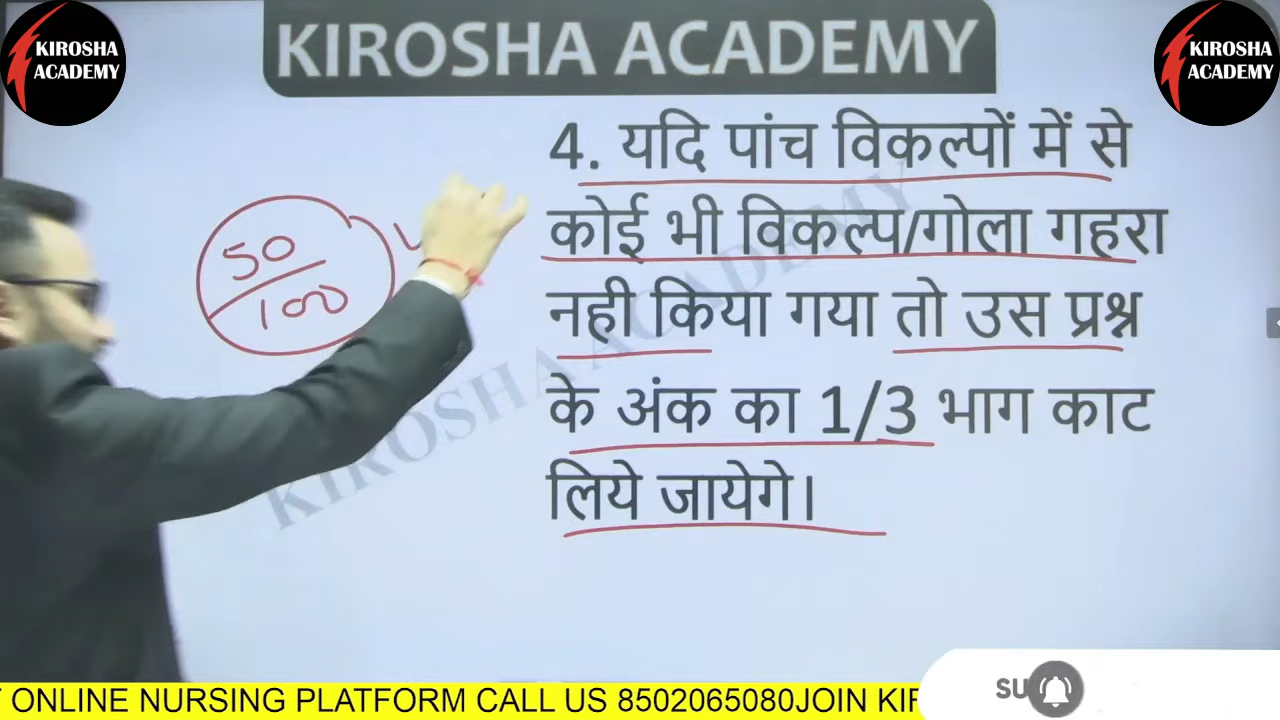 KIROSHA
ACADEMY
KIROSHA ACADEMY
KIROSHA
ACADEMY
4. यदि पांच विकल्पों में से
कोई भी विकल्प/गोला गहरा
नही किया गया तो उस प्रश्न
के अंक का 1/3 भाग काट
लिये जायेगे।
50
100
KIROSHA ACADEMY
ONLINE NURSING PLATFORM CALL US 8502065080JOIN
SU